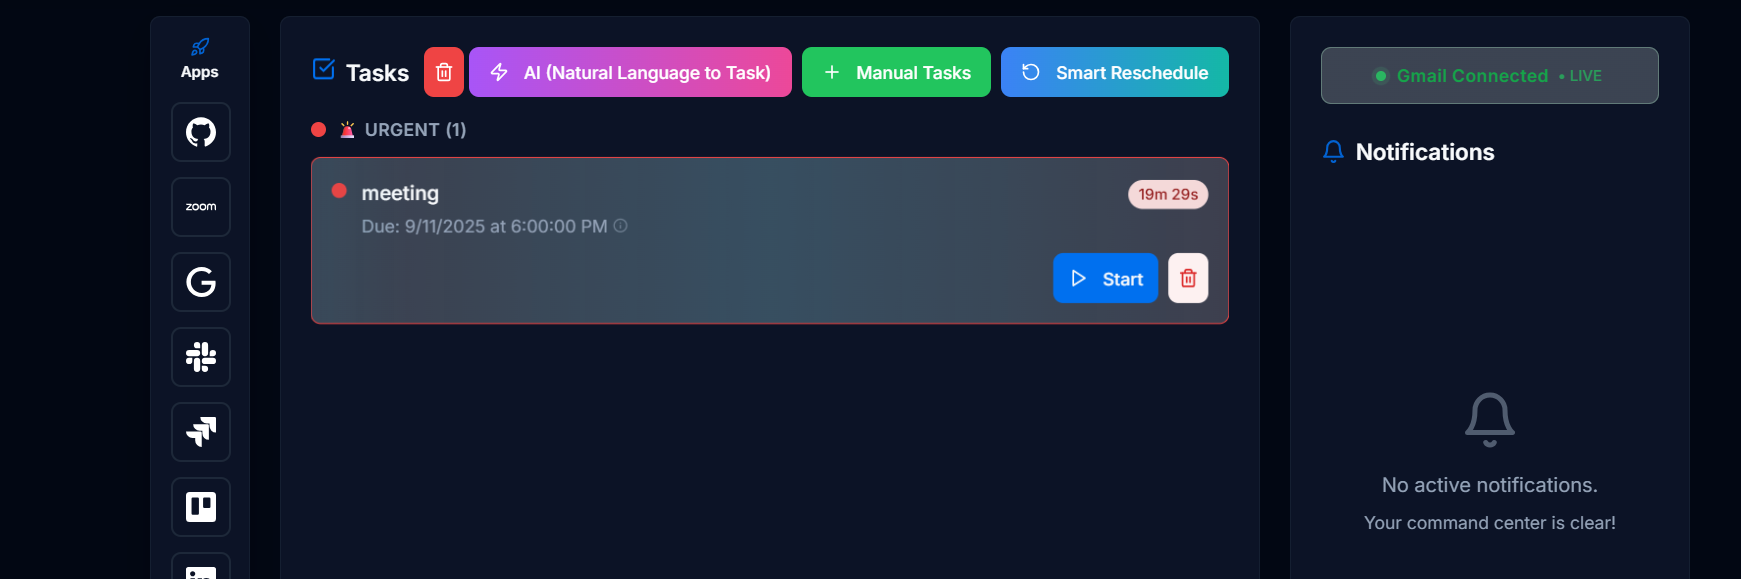 Apps
zoom
Tasks
AI (Natural Language to Task)
Manual Tasks
Smart Reschedule
URGENT (1)
meeting
19m 29s
Due: 9/11/2025 at 6:00:00 PM
Start
Gmail Connected • LIVE
Notifications
No active notifications.
Your command center is clear!